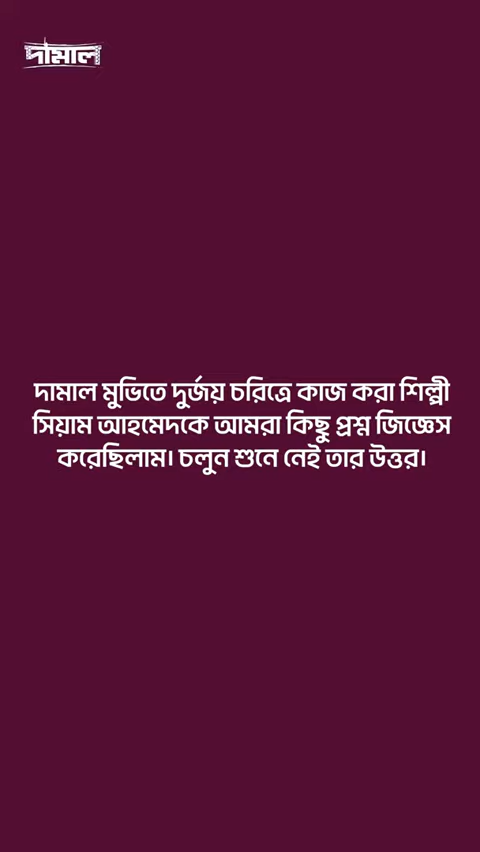 দামাল
দামাল মুভিতে দুর্জয় চরিত্রে কাজ করা শিল্পী
সিয়াম আহমেদকে আমরা কিছু প্রশ্ন জিজ্ঞেস
করেছিলাম। চলুন শুনে নেই তার উত্তর।